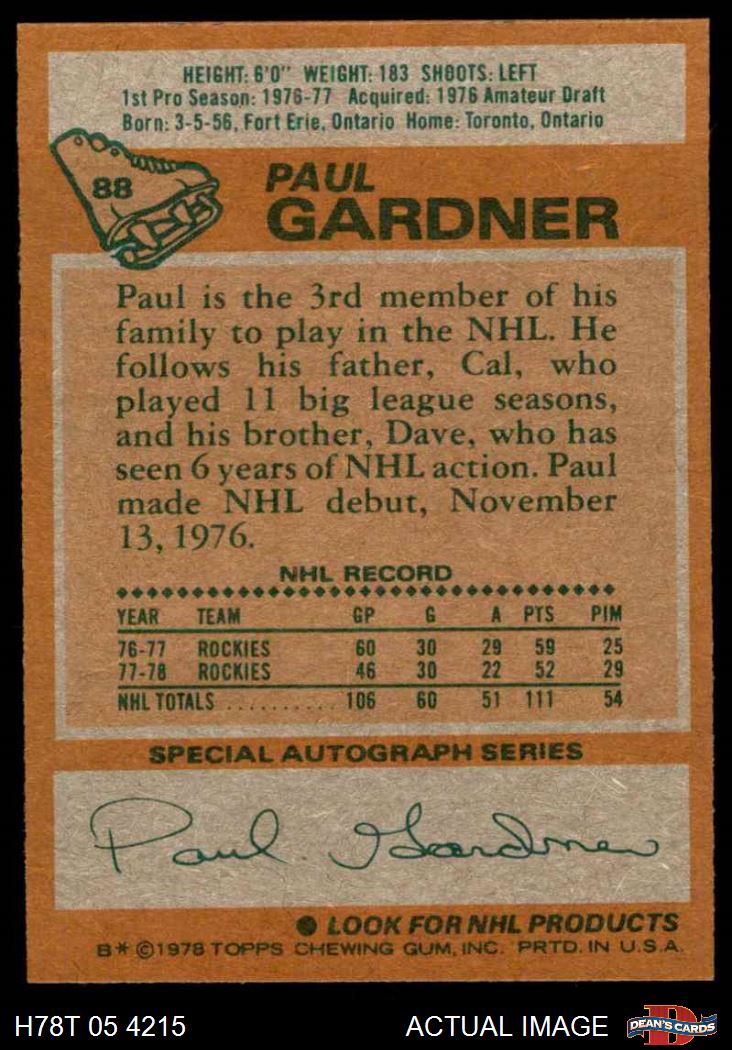 HEIGHT: 6'0" WEIGHT: 183 SHOOTS: LEFT
1st Pro Season: 1976-77 Acquired: 1976 Amateur Draft
Born: 3-5-56, Fort Erie, Ontario Home: Toronto, Ontario
88
PAUL
GARDNER
Paul is the 3rd member of his
family to play in the NHL. He
follows his father, Cal, who
played 11 big league seasons,
and his brother, Dave, who has
seen 6 years of NHL action. Paul
made NHL debut, November
13, 1976.
NHL RECORD
YEAR TEAM GP G A PTS PIM
76-77 ROCKIES 60 30 29 59 25
77-78 ROCKIES 46 30 22 52 29
NHL TOTALS .......... 106 60 51 111 54
SPECIAL AUTOGRAPH SERIES
Paul Gardner
● LOOK FOR NHL PRODUCTS
B* ©1978 TOPPS CHEWING GUM, INC. PRTD. IN U.S.A.
H78T 05 4215 ACTUAL IMAGE DEAN'S CARDS